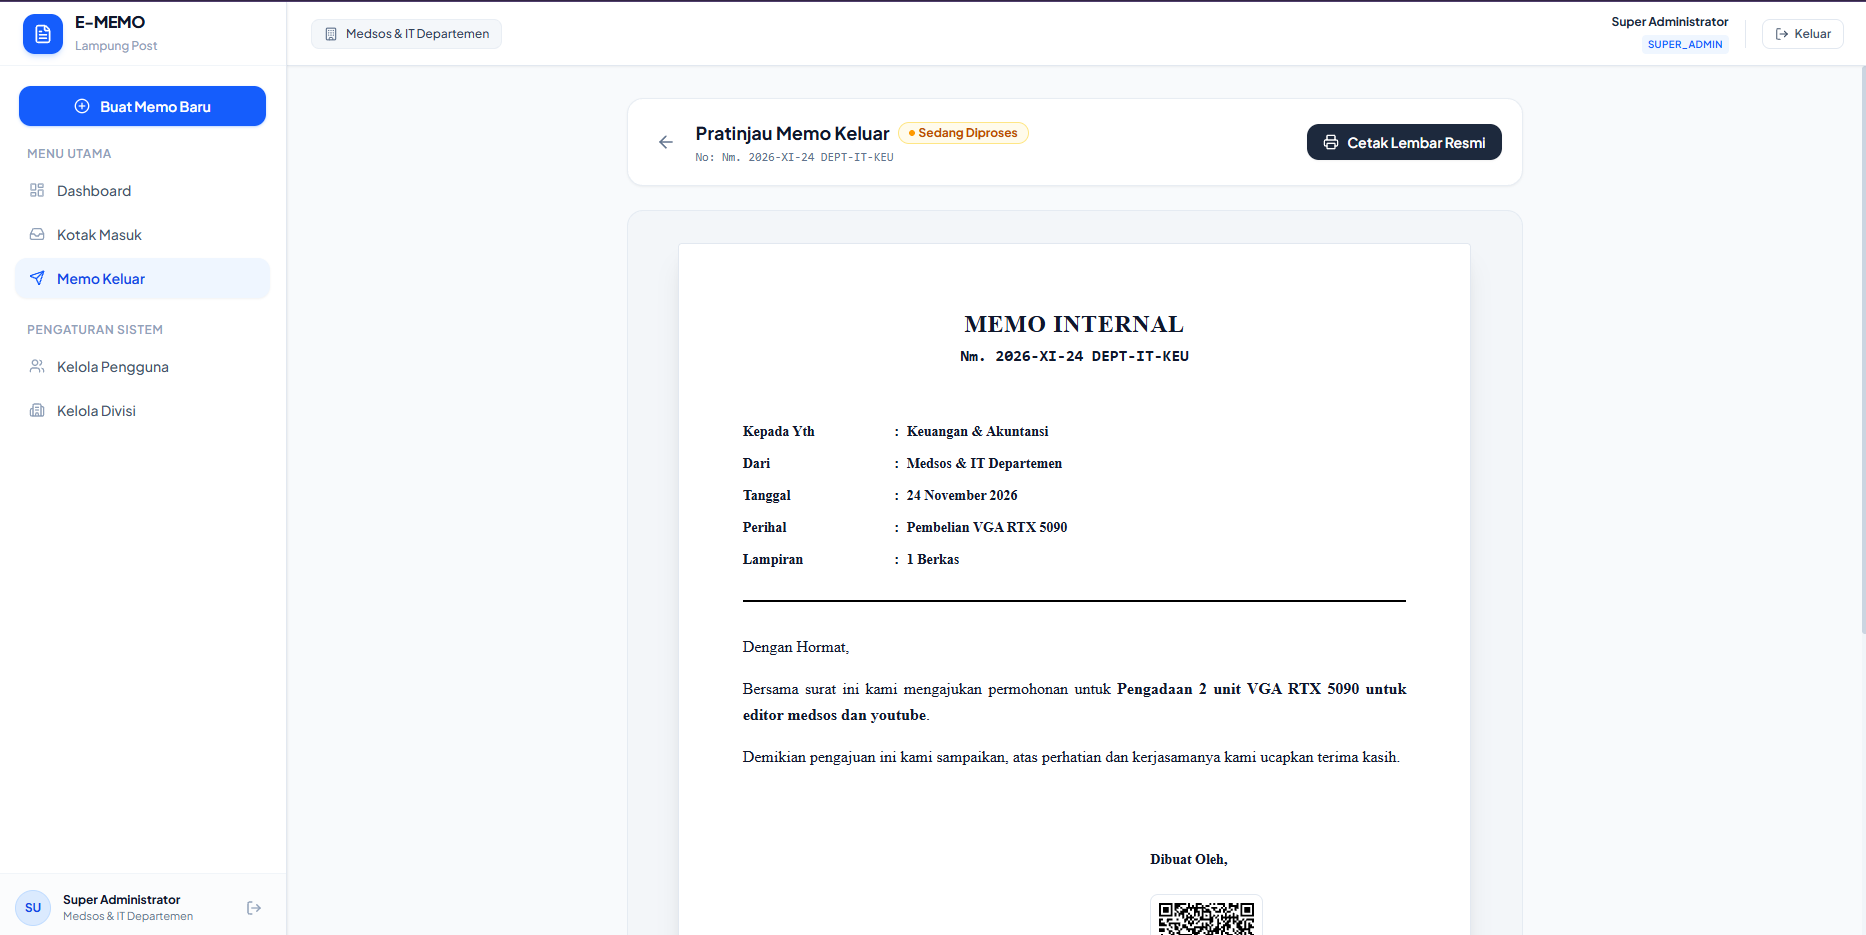 E-MEMO
Lampung Post
Medsos & IT Departemen
Super Administrator
SUPER_ADMIN
Keluar
Buat Memo Baru
MENU UTAMA
Dashboard
Kotak Masuk
Memo Keluar
PENGATURAN SISTEM
Kelola Pengguna
Kelola Divisi
SU
Super Administrator
Medsos & IT Departemen
Pratinjau Memo Keluar
Sedang Diproses
No: Nm. 2026-XI-24 DEPT-IT-KEU
Cetak Lembar Resmi
MEMO INTERNAL
Nm. 2026-XI-24 DEPT-IT-KEU
Kepada Yth : Keuangan & Akuntansi
Dari : Medsos & IT Departemen
Tanggal : 24 November 2026
Perihal : Pembelian VGA RTX 5090
Lampiran : 1 Berkas
Dengan Hormat,
Bersama surat ini kami mengajukan permohonan untuk Pengadaan 2 unit VGA RTX 5090 untuk
editor medsos dan youtube.
Demikian pengajuan ini kami sampaikan, atas perhatian dan kerjasamanya kami ucapkan terima kasih.
Dibuat Oleh,